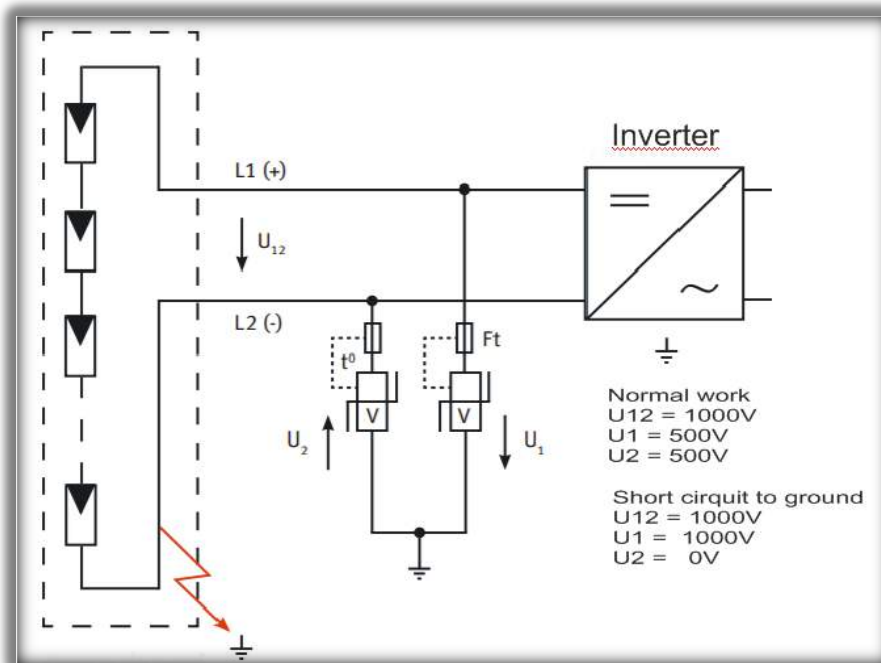 Inverter
L1 (+)
U12
L2 (-)
Ft
t⁰
V
V
U2
U1
Normal work
U12 = 1000V
U1 = 500V
U2 = 500V
Short cirquit to ground
U12 = 1000V
U1 = 1000V
U2 = 0V